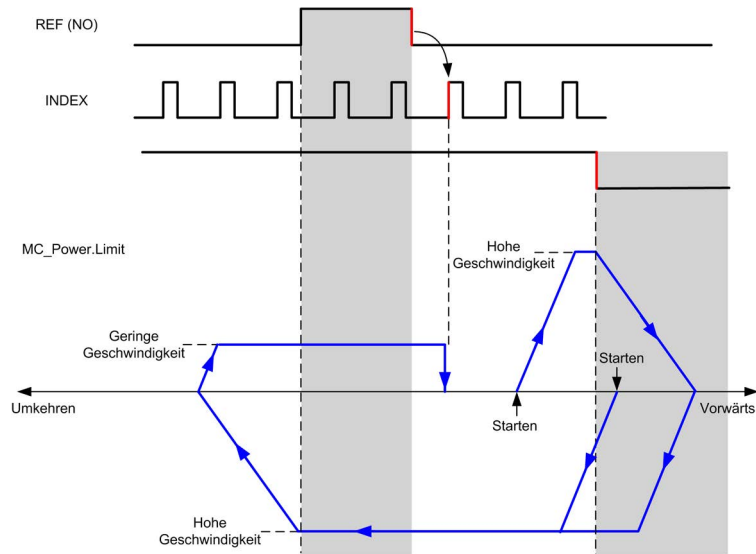 REF (NO)
INDEX
MC_Power.Limit
Hohe
Geschwindigkeit
Geringe
Geschwindigkeit
Starten
Umkehren
Starten
Vorwärts
Hohe
Geschwindigkeit